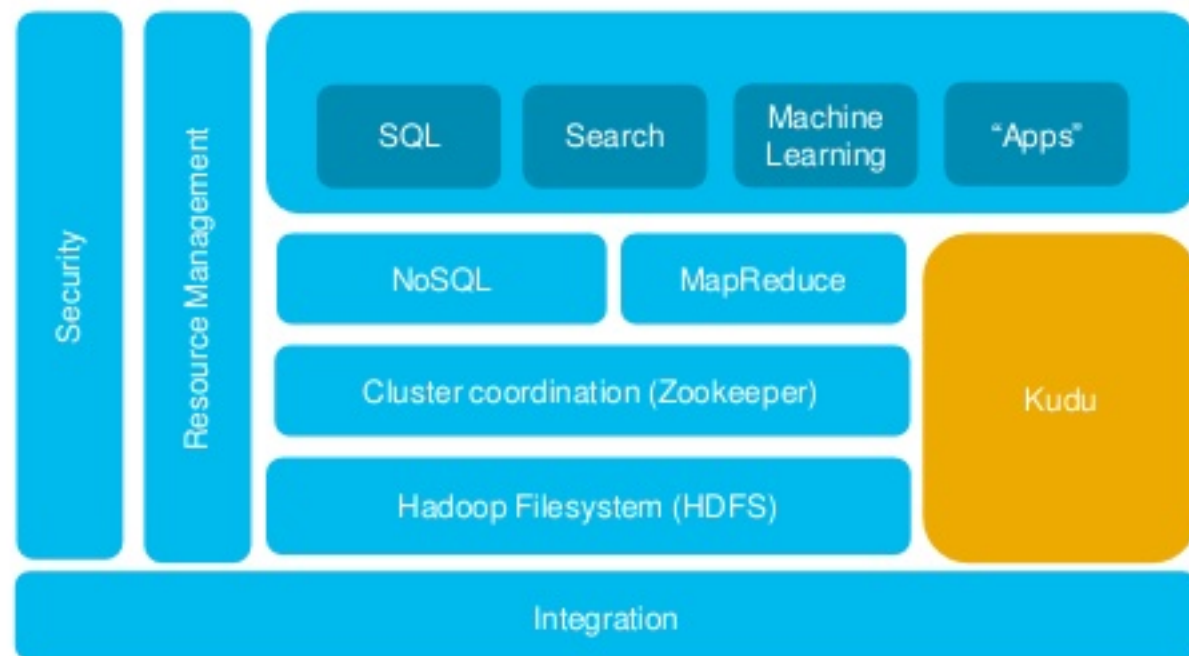 Security
Resource Management
SQL
Search
Machine
Learning
“Apps”
NoSQL
MapReduce
Cluster coordination (Zookeeper)
Kudu
Hadoop Filesystem (HDFS)
Integration